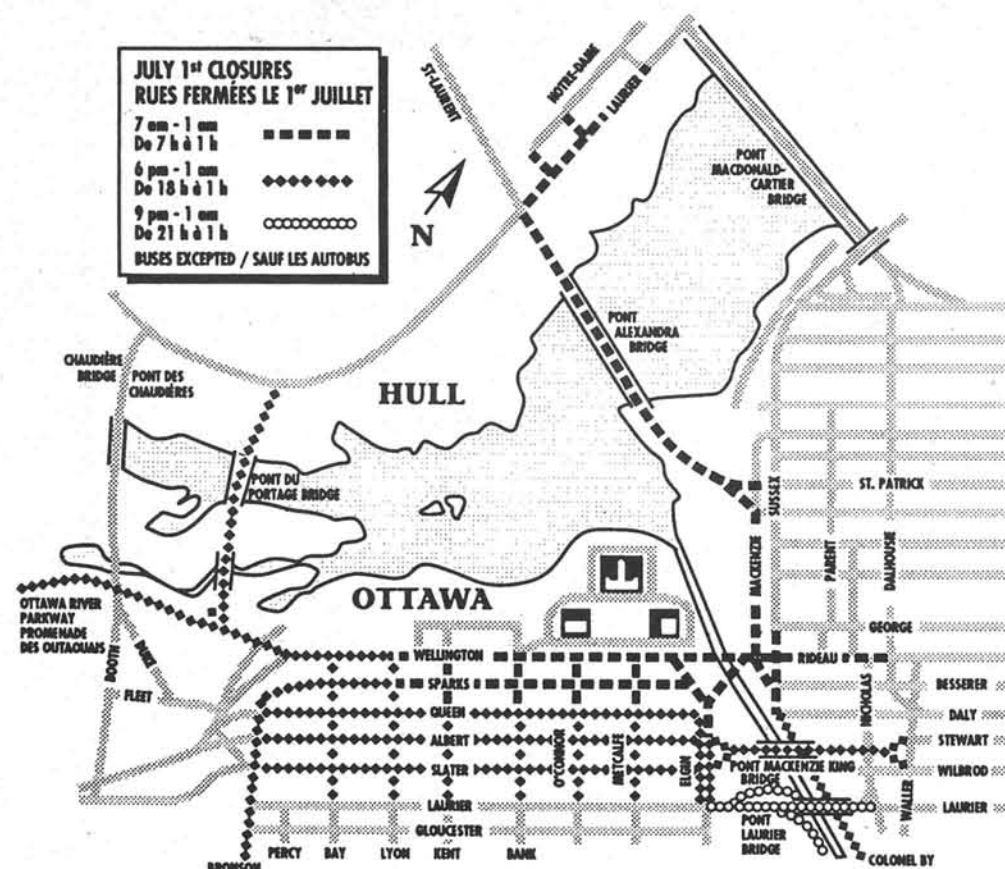 JULY 1st CLOSURES
RUES FERMÉES LE 1er JUILLET
7 am - 1 am
De 7 h à 1 h
6 pm - 1 am
De 18 h à 1 h
9 pm - 1 am
De 21 h à 1 h
BUSES EXCEPTED / SAUF LES AUTOBUS
ST-LAURENT
NOTRE-DAME
LAURIER
N
PONT
MACDONALD-
CARTIER
BRIDGE
PONT
ALEXANDRA
BRIDGE
CHAUDIÈRE
BRIDGE
PONT DES
CHAUDIÈRES
HULL
PONT DU
PORTAGE BRIDGE
SUSSEX
ST. PATRICK
MACKENZIE
PARENT
DALHOUSIE
OTTAWA
OTTAWA RIVER
PARKWAY
PROMENADE
DES OUTAOUAIS
GEORGE
BOOTH
DUKE
FLEET
WELLINGTON
RIDEAU
SPARKS
BESSERER
NICHOLAS
QUEEN
DALY
ALBERT
O'CONNOR
METCALFE
ELGIN
STEWART
PONT MACKENZIE KING
BRIDGE
SLATER
WILBROD
WALLER
LAURIER
LAURIER
GLOUCESTER
PONT
LAURIER
BRIDGE
PERCY
BAY
LYON
KENT
BANK
BRONSON
COLONEL BY